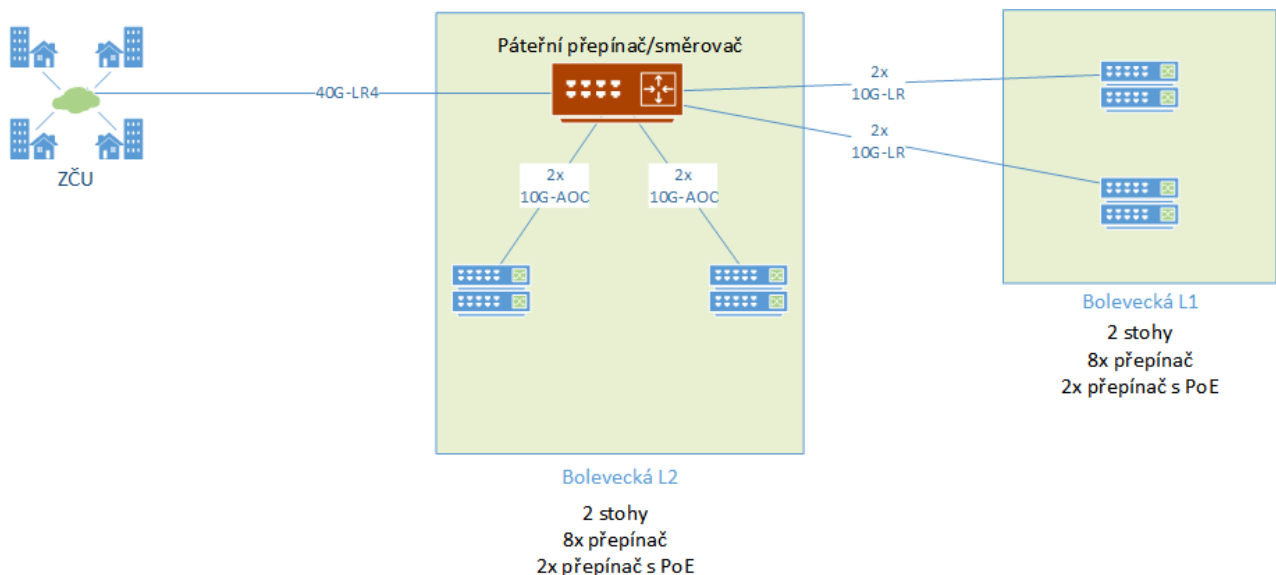 Páteřní přepínač/směrovač
40G-LR4
2x
10G-LR
2x
10G-LR
2x
10G-AOC
2x
10G-AOC
ZČU
Bolevecká L1
2 stohy
8x přepínač
2x přepínač s PoE
Bolevecká L2
2 stohy
8x přepínač
2x přepínač s PoE